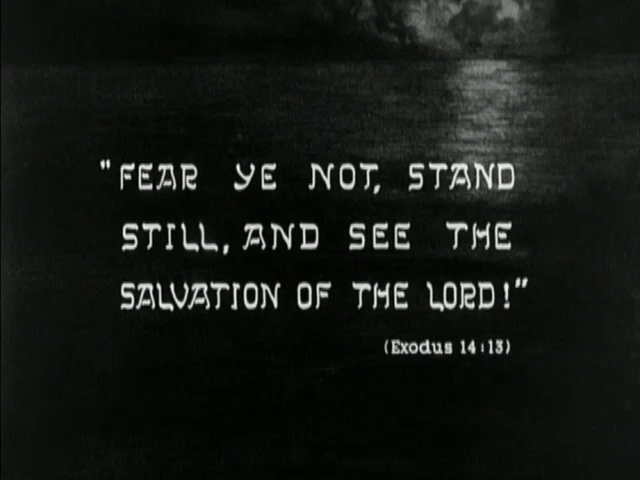 "FEAR YE NOT, STAND
STILL, AND SEE THE
SALVATION OF THE LORD!"
(Exodus 14:13)